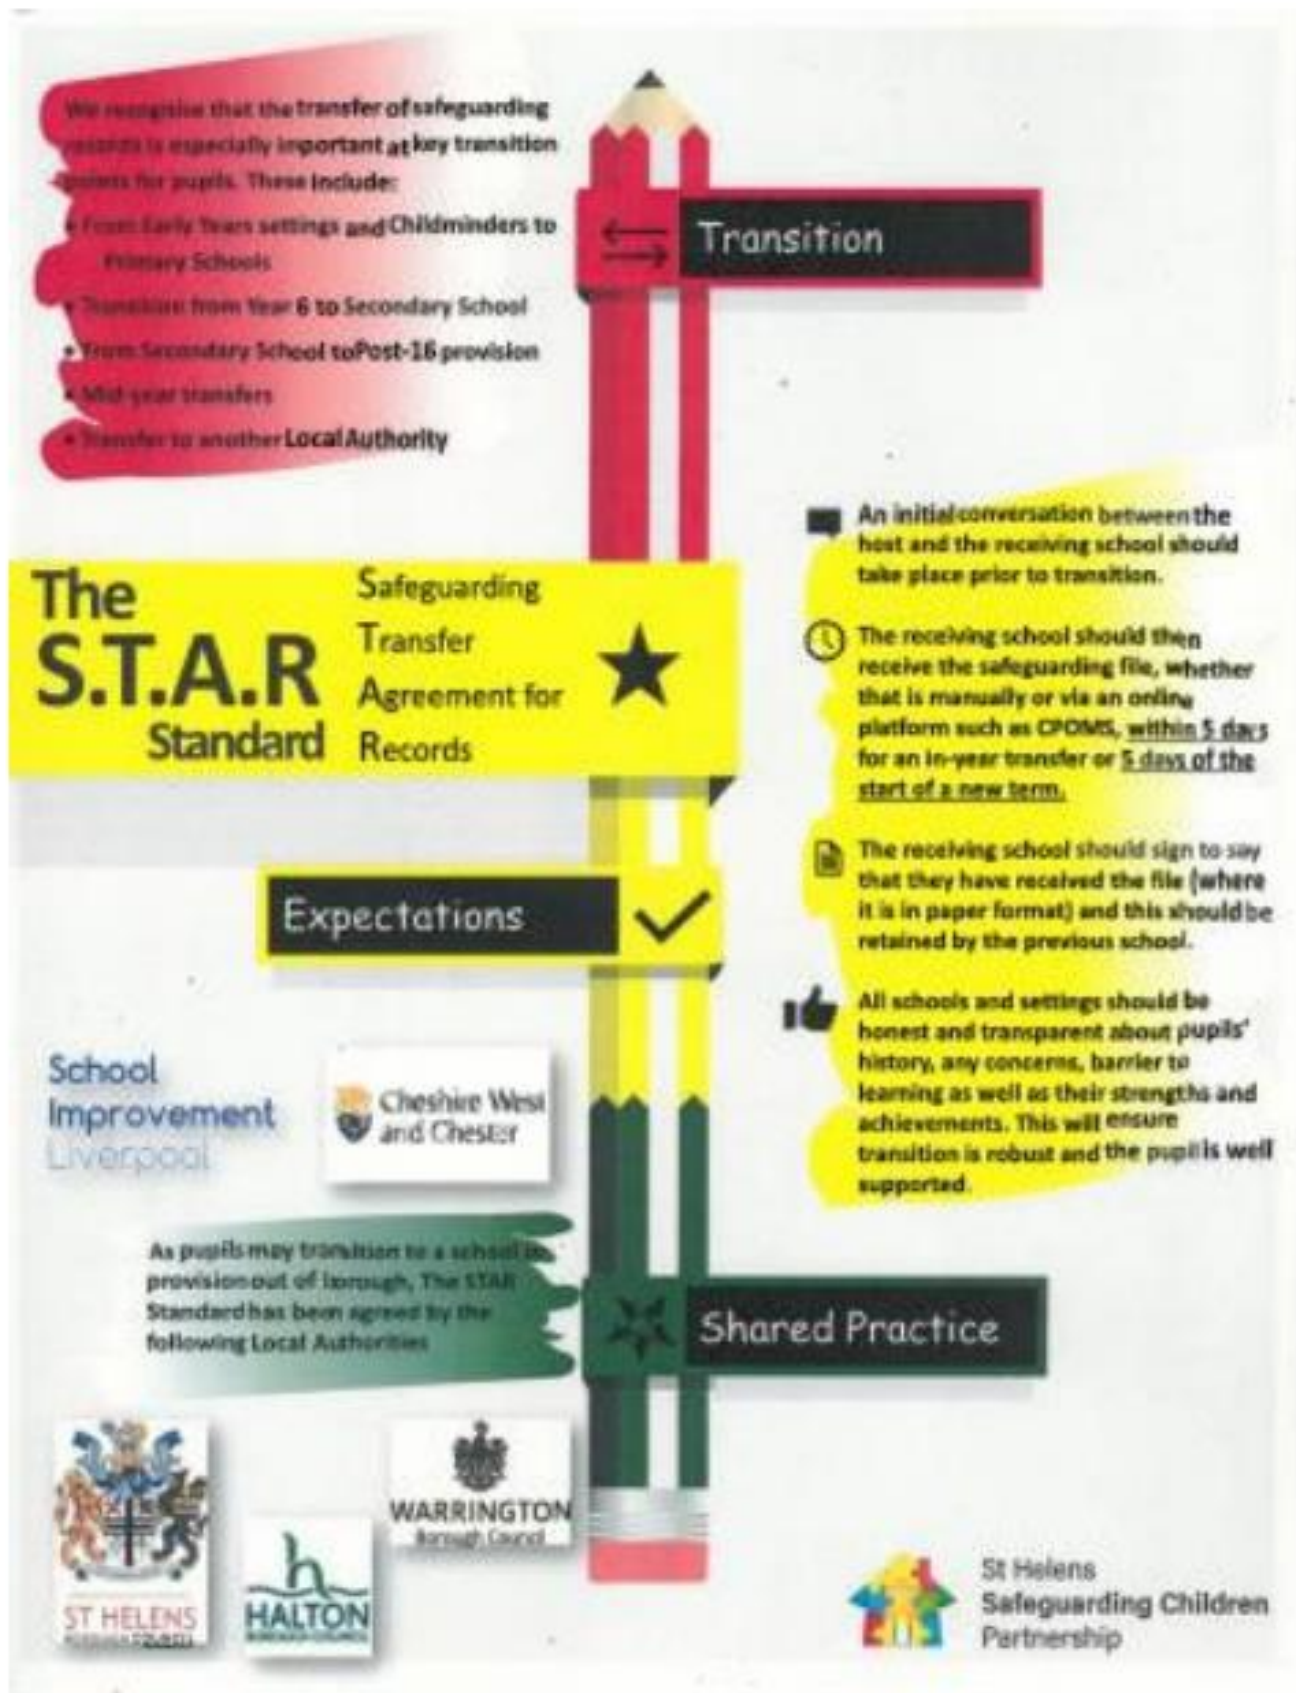 We recognise that the transfer of safeguarding
records is especially important at key transition
points for pupils. These include:
• From Early Years settings and Childminders to
Primary Schools
• Transition from Year 6 to Secondary School
• From Secondary School to Post-16 provision
• Mid-year transfers
• Transfer to another Local Authority
Transition
The
S.T.A.R
Standard
Safeguarding
Transfer
Agreement for
Records
An initial conversation between the
host and the receiving school should
take place prior to transition.
The receiving school should then
receive the safeguarding file, whether
that is manually or via an online
platform such as CPOMS, within 5 days
for an in-year transfer or 5 days of the
start of a new term.
The receiving school should sign to say
that they have received the file (where
it is in paper format) and this should be
retained by the previous school.
All schools and settings should be
honest and transparent about pupils'
history, any concerns, barrier to
learning as well as their strengths and
achievements. This will ensure
transition is robust and the pupil is well
supported.
Expectations
School
Improvement
Liverpool
Cheshire West
and Chester
As pupils may transition to a school or
provision out of borough, The STAR
Standard has been agreed by the
following Local Authorities
Shared Practice
ST HELENS
BOROUGH COUNCIL
HALTON
BOROUGH COUNCIL
WARRINGTON
Borough Council
St Helens
Safeguarding Children
Partnership